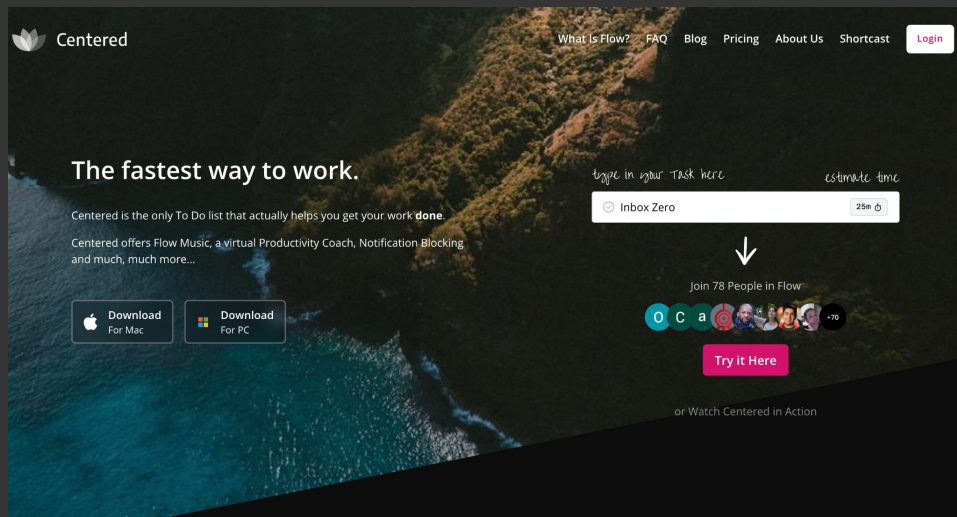 Centered
What Is Flow? FAQ Blog Pricing About Us Shortcast Login
The fastest way to work.
Centered is the only To Do list that actually helps you get your work done.
Centered offers Flow Music, a virtual Productivity Coach, Notification Blocking
and much, much more...
Download
For Mac
Download
For PC
type in your Task here
estimate time
Inbox Zero
25m
Join 78 People in Flow
O C a +70
Try it Here
or Watch Centered in Action